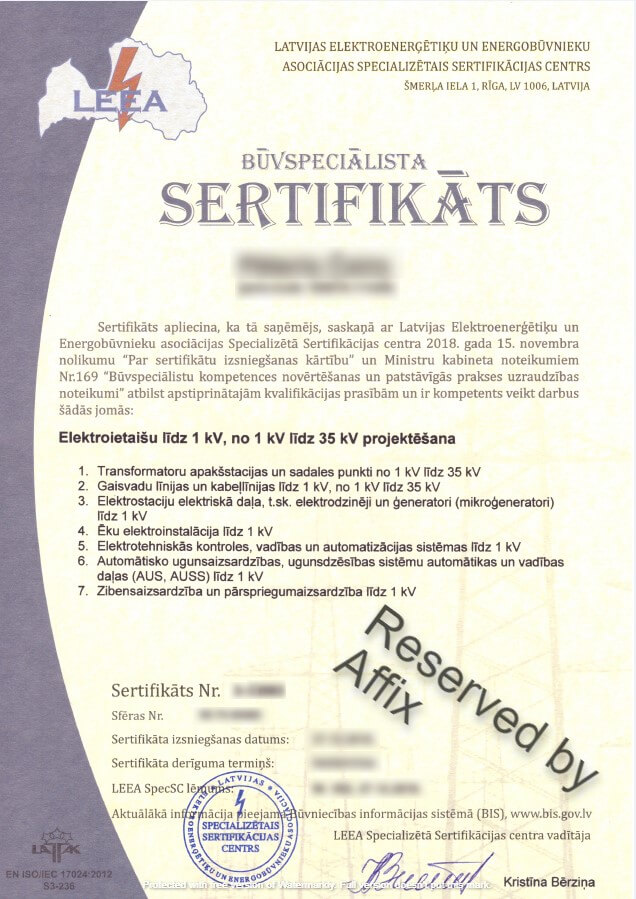 LEEA
LATVIJAS ELEKTROENERĢĒTIĶU UN ENERGOBŪVNIEKU
ASOCIĀCIJAS SPECIALIZĒTAIS SERTIFIKĀCIJAS CENTRS
ŠMERĻA IELA 1, RĪGA, LV 1006, LATVIJA
BŪVSPECIĀLISTA
SERTIFIKĀTS
Sertifikāts apliecina, ka tā saņēmējs, saskaņā ar Latvijas Elektroenerģētiķu un
Energobūvnieku asociācijas Specializētā Sertifikācijas centra 2018. gada 15. novembra
nolikumu “Par sertifikātu izsniegšanas kārtību” un Ministru kabineta noteikumiem
Nr.169 “Būvspeciālistu kompetences novērtēšanas un patstāvīgās prakses uzraudzības
noteikumi” atbilst apstiprinātajām kvalifikācijas prasībām un ir kompetents veikt darbus
šādās jomās:
Elektroietaišu līdz 1 kV, no 1 kV līdz 35 kV projektēšana
1. Transformatoru apakšstacijas un sadales punkti no 1 kV līdz 35 kV
2. Gaisvadu līnijas un kabeļlīnijas līdz 1 kV, no 1 kV līdz 35 kV
3. Elektrostaciju elektriskā daļa, t.sk. elektrodzinēji un ģeneratori (mikroģeneratori)
līdz 1 kV
4. Ēku elektroinstalācija līdz 1 kV
5. Elektrotehniskās kontroles, vadības un automatizācijas sistēmas līdz 1 kV
6. Automātisko ugunsaizsardzības, ugunsdzēsības sistēmu automātikas un vadības
daļas (AUS, AUSS) līdz 1 kV
7. Zibensaizsardzība un pārspriegumaizsardzība līdz 1 kV
Reserved by
Affix
Sertifikāts Nr.
Sfēras Nr.
Sertifikāta izsniegšanas datums:
Sertifikāta derīguma termiņš:
LEEA SpecSC lēmums:
LATVIJAS ELEKTROENERĢĒTIĶU UN ENERGOBŪVNIEKU ASOCIĀCIJA
SPECIALIZĒTAIS
SERTIFIKĀCIJAS
CENTRS
Aktuālākā informācija pieejama Būvniecības informācijas sistēmā (BIS), www.bis.gov.lv
LEEA Specializētā Sertifikācijas centra vadītāja
LATAK
EN ISO/IEC 17024:2012
S3-236
Kristīna Bērziņa
Protected with free version of Watermarkly. Full version doesn't put this mark.